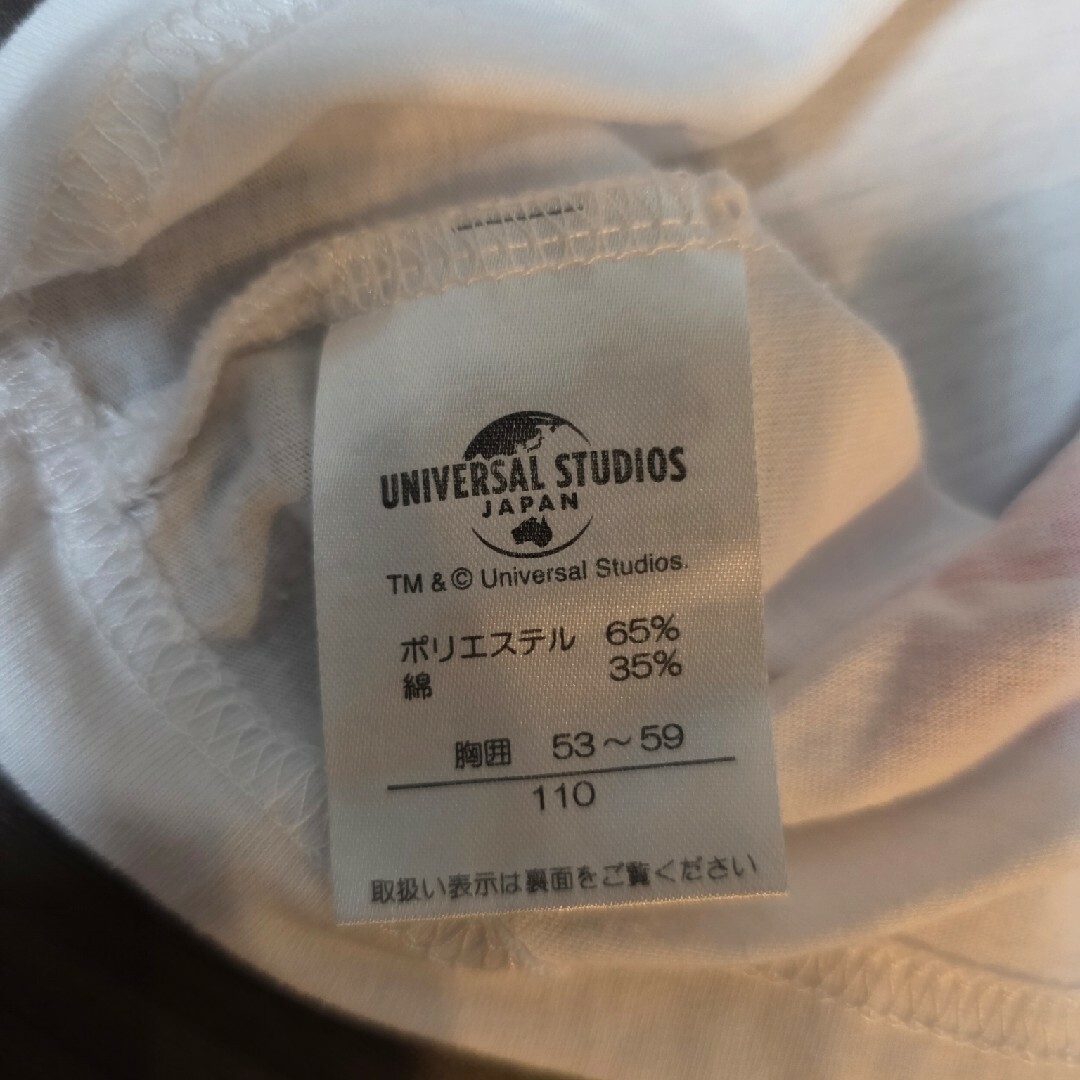 UNIVERSAL STUDIOS
JAPAN
TM & © Universal Studios.
ポリエステル 65%
綿 35%
胸囲 53～59
110
取扱い表示は裏面をご覧ください